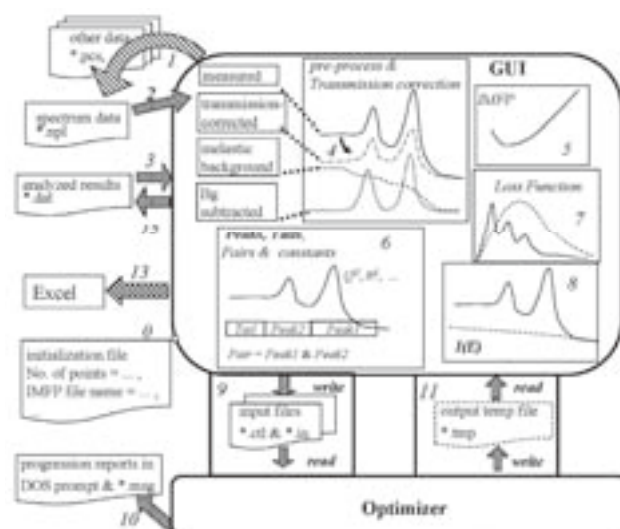 other data
*.pcs,
1
2
spectrum data
*.npl
3
analyzed results
*.dal
15
13
Excel
0
initialization file
No. of points = ... ,
IMFP file name = ... ,
progression reports in
DOS prompt & *.msg
10
measured
transmission-
corrected
inelastic
background
Bg
subtracted
pre-process &
Transmission correction
4
GUI
IMFP
5
Loss Function
7
8
I(E)
Peaks, Tails,
6
Pairs & constants
Tail Peak2 Peak1
Pair = Peak1 & Peak2
9
write
input files
*.ctl & *.in
read
11
read
output temp file
*.tmp
write
Optimizer